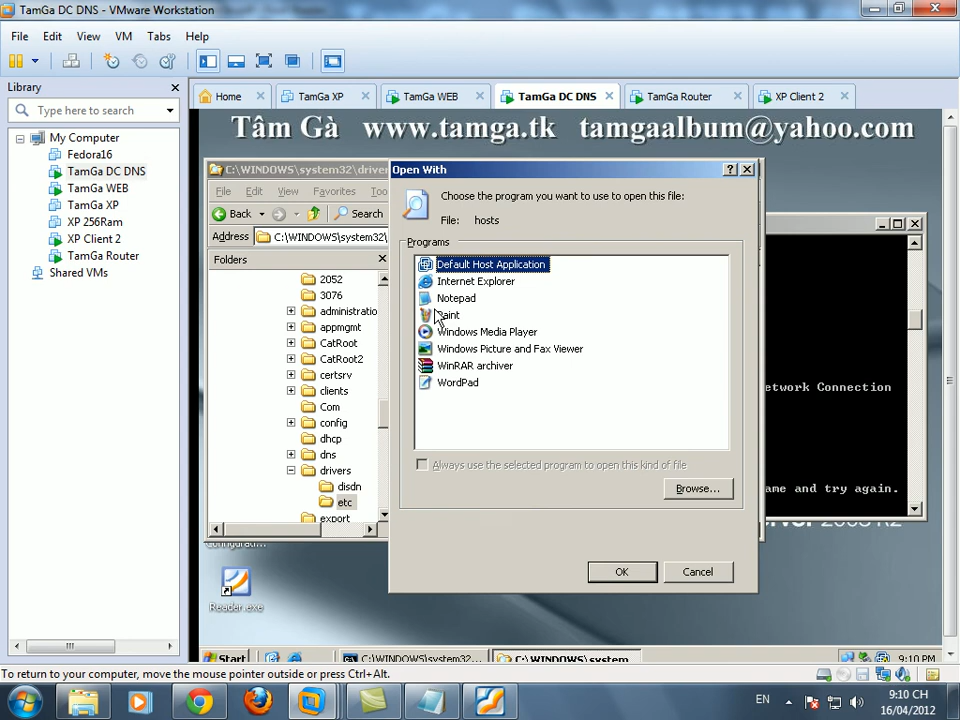 TamGa DC DNS - VMware Workstation
File Edit View VM Tabs Help
Library
Type here to search
My Computer
Fedora16
TamGa DC DNS
TamGa WEB
TamGa XP
XP 256Ram
XP Client 2
TamGa Router
Shared VMs
Home TamGa XP TamGa WEB TamGa DC DNS TamGa Router XP Client 2
Tâm Gà www.tamga.tk tamgaalbum@yahoo.com
C:\WINDOWS\system32\driver
File Edit View Favorites Too
Back Search
Address C:\WINDOWS\system32\
Folders
2052
3076
administratio
appmgmt
CatRoot
CatRoot2
certsrv
clients
Com
config
dhcp
dns
drivers
disdn
etc
export
Open With
Choose the program you want to use to open this file:
File: hosts
Programs
Default Host Application
Internet Explorer
Notepad
Paint
Windows Media Player
Windows Picture and Fax Viewer
WinRAR archiver
WordPad
Always use the selected program to open this kind of file
Browse...
OK Cancel
etwork Connection
ame and try again.
Reader.exe
Start C:\WINDOWS\system32... C:\WINDOWS\system... 9:10 PM
To return to your computer, move the mouse pointer outside or press Ctrl+Alt.
EN
9:10 CH
16/04/2012